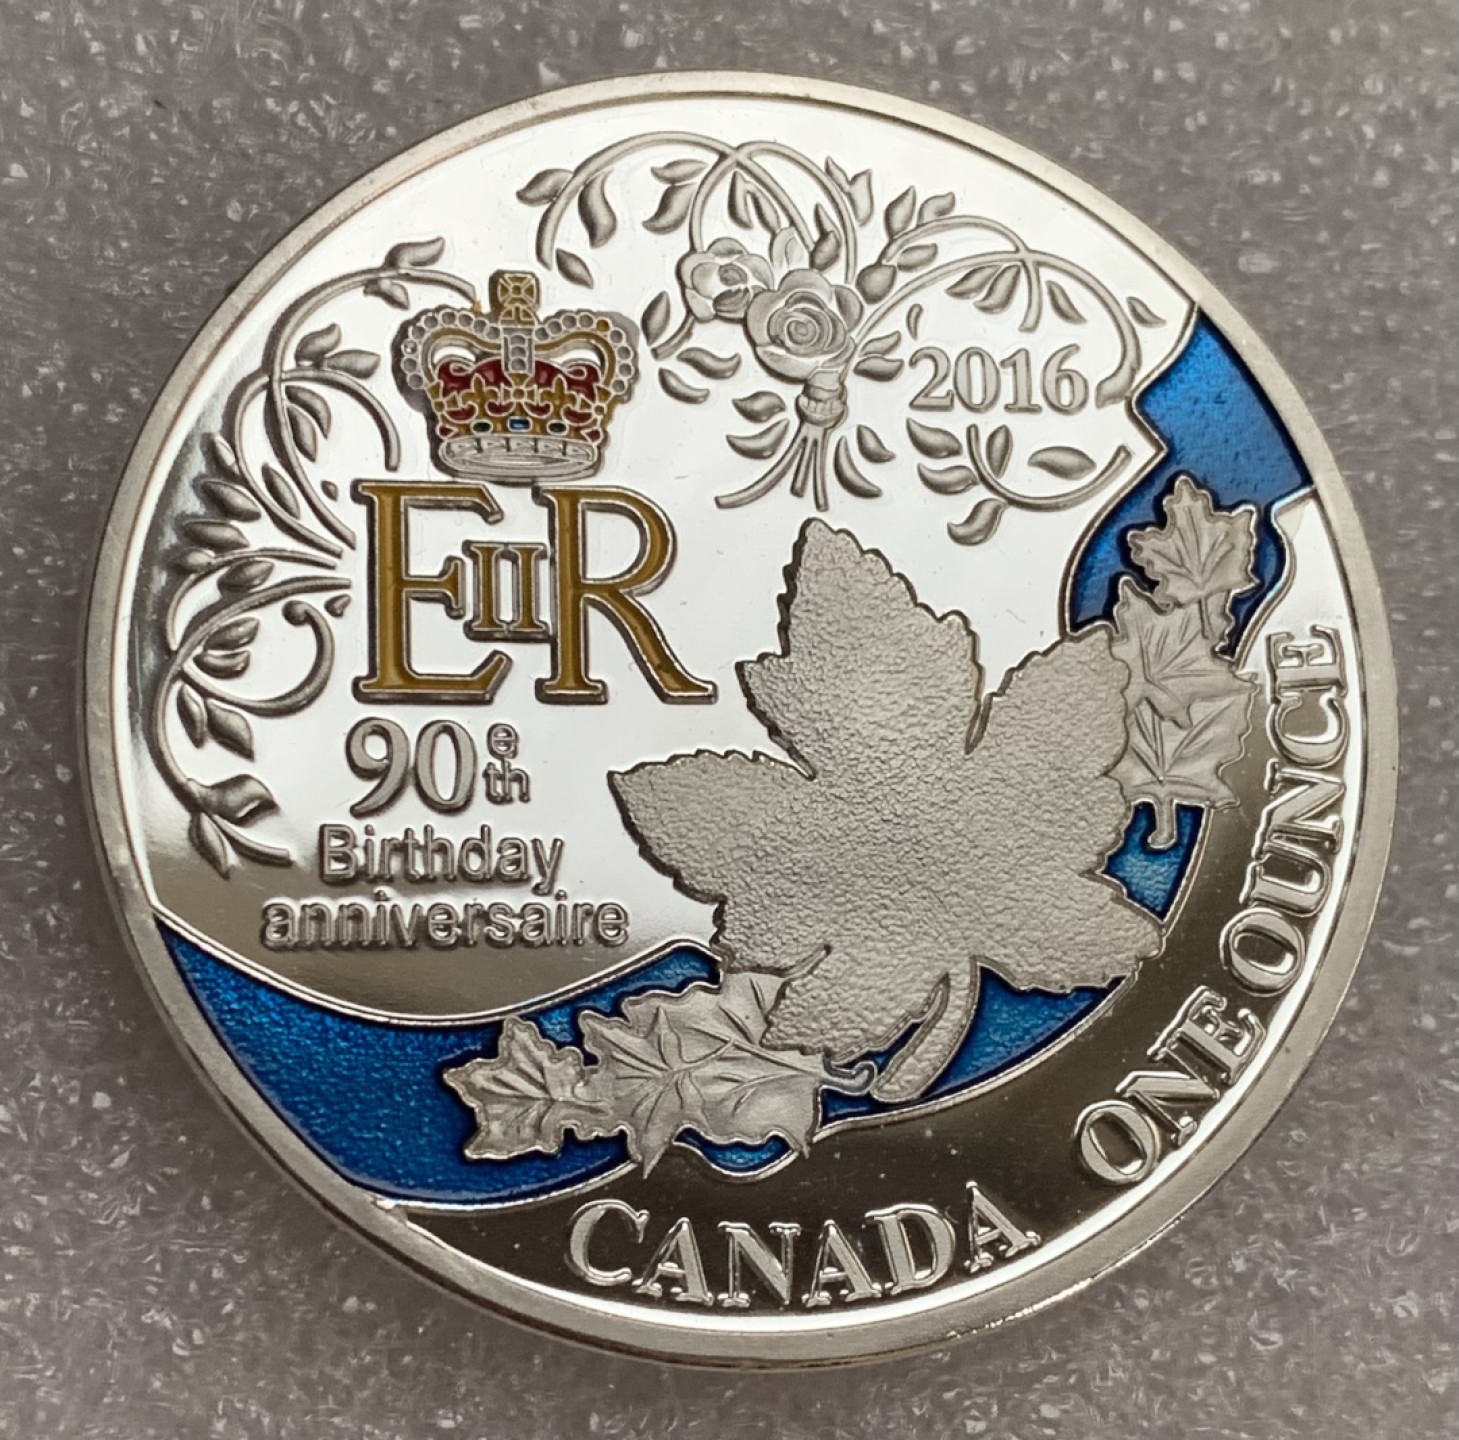 2016
EIIR
90e
th
Birthday
anniversaire
CANADA ONE OUNCE